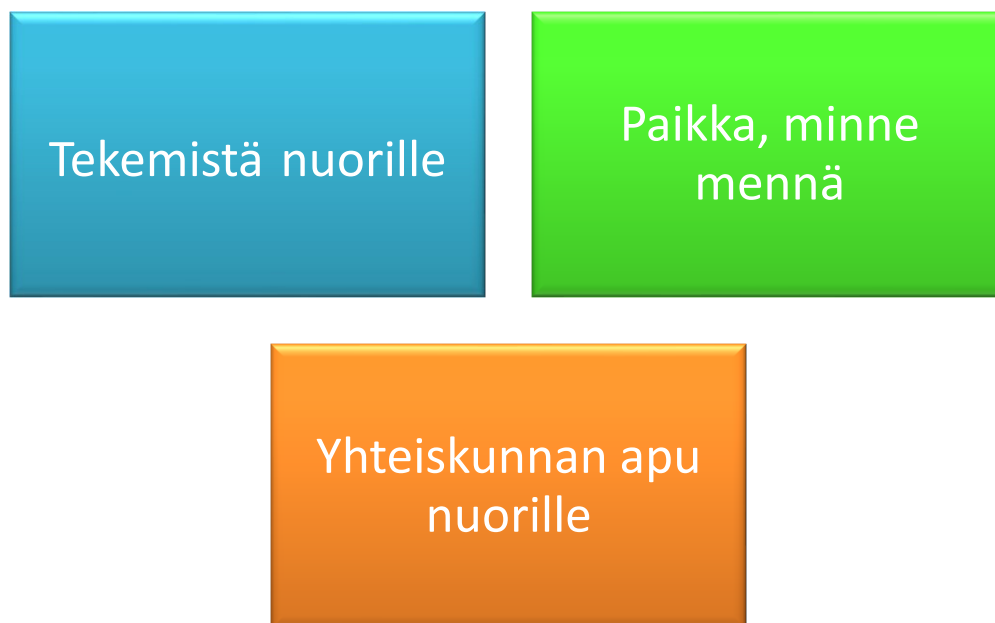 Tekemistä nuorille
Paikka, minne
mennä
Yhteiskunnan apu
nuorille